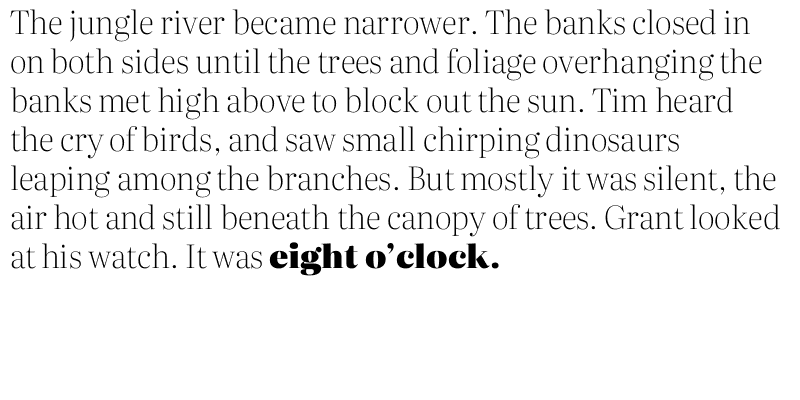 The jungle river became narrower. The banks closed in
on both sides until the trees and foliage overhanging the
banks met high above to block out the sun. Tim heard
the cry of birds, and saw small chirping dinosaurs
leaping among the branches. But mostly it was silent, the
air hot and still beneath the canopy of trees. Grant looked
at his watch. It was eight o’clock.